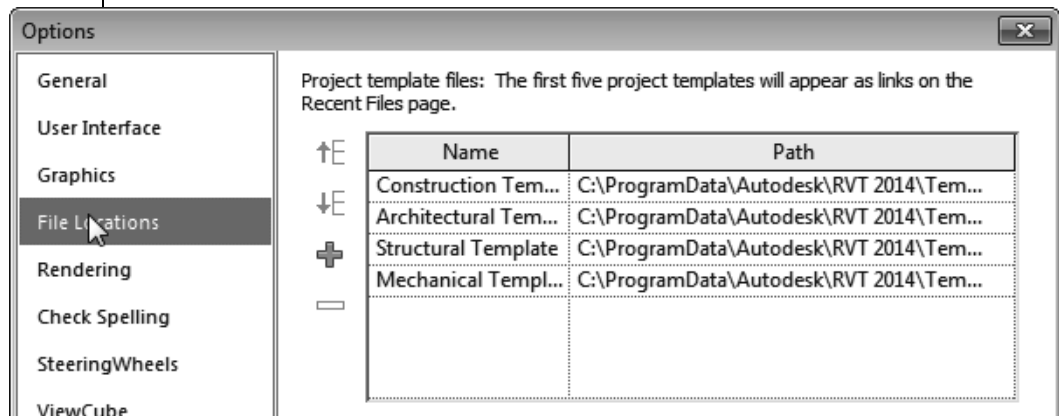 Options
General
User Interface
Graphics
File Locations
Rendering
Check Spelling
SteeringWheels
ViewCube
Project template files: The first five project templates will appear as links on the
Recent Files page.
Name Path
Construction Tem... C:\ProgramData\Autodesk\RVT 2014\Tem...
Architectural Tem... C:\ProgramData\Autodesk\RVT 2014\Tem...
Structural Template C:\ProgramData\Autodesk\RVT 2014\Tem...
Mechanical Templ... C:\ProgramData\Autodesk\RVT 2014\Tem...